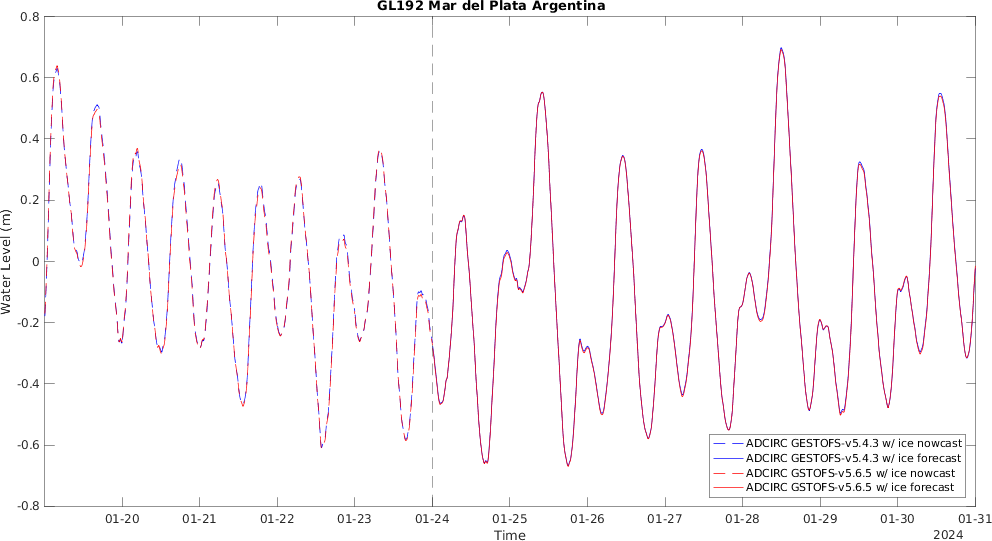 GL192 Mar del Plata Argentina
0.8
0.6
0.4
0.2
0
-0.2
-0.4
-0.6
-0.8
Water Level (m)
ADCIRC GESTOFS-v5.4.3 w/ ice nowcast
ADCIRC GESTOFS-v5.4.3 w/ ice forecast
ADCIRC GSTOFS-v5.6.5 w/ ice nowcast
ADCIRC GSTOFS-v5.6.5 w/ ice forecast
01-20 01-21 01-22 01-23 01-24 01-25 01-26 01-27 01-28 01-29 01-30 01-31
Time
2024